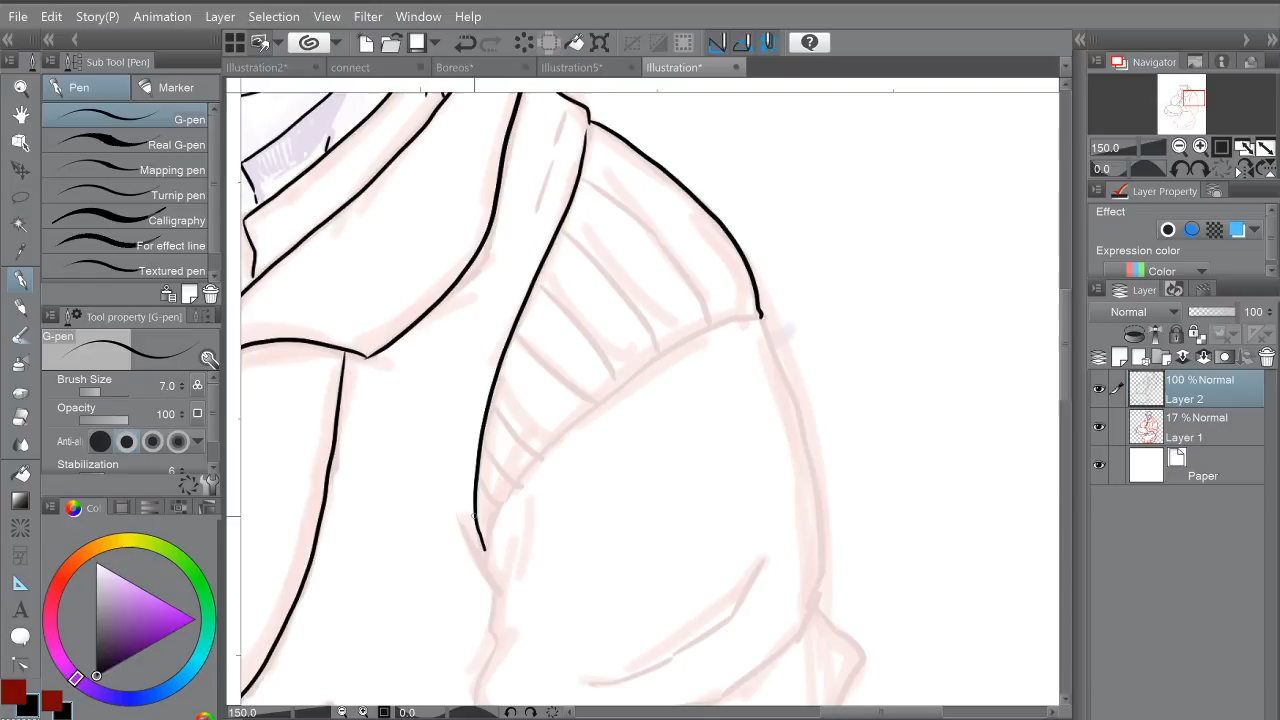 File Edit Story(P) Animation Layer Selection View Filter Window Help
Sub Tool [Pen]
Pen
Marker
G-pen
Real G-pen
Mapping pen
Turnip pen
Calligraphy
For effect line
Textured pen
Tool property [G-pen]
G-pen
Brush Size 7.0
Opacity 100
Anti-al
Stabilization 6
Col
Illustration2* connect Boreos* Illustration5* Illustration*
150.0 0.0
Navigator
150.0
0.0
Layer Property
Effect
Expression color
Color
Layer
Normal 100
100 %Normal
Layer 2
17 %Normal
Layer 1
Paper